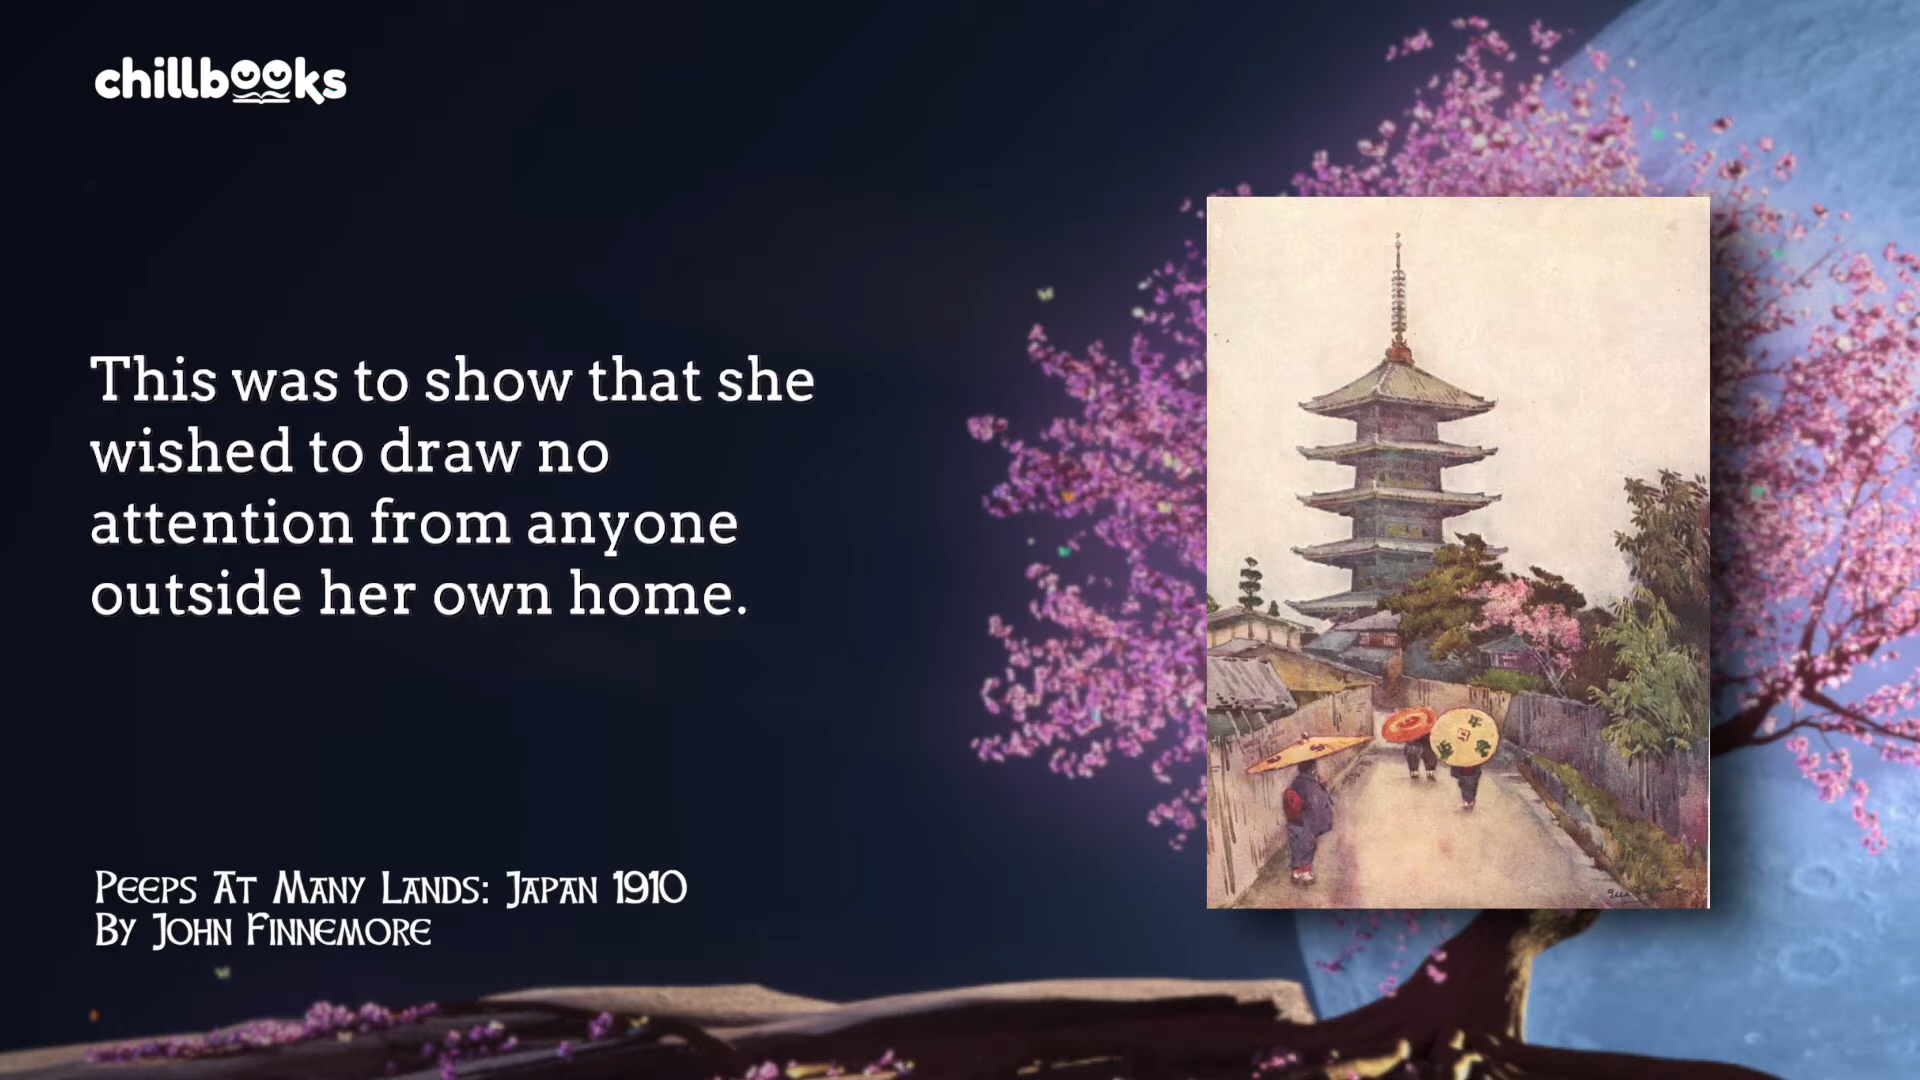 chillbooks
This was to show that she
wished to draw no
attention from anyone
outside her own home.
Peeps At Many Lands: Japan 1910
By John Finnemore